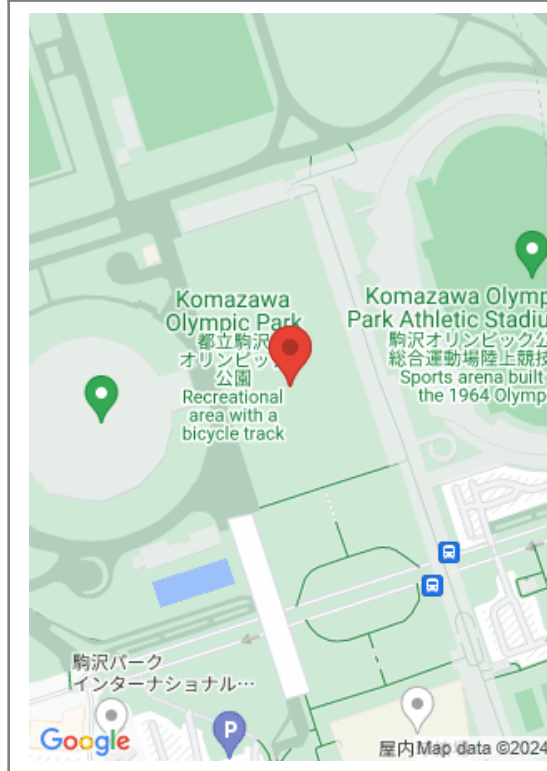 Komazawa
Olympic Park
都立駒沢
オリンピック
公園
Recreational
area with a
bicycle track
Komazawa Olymp
Park Athletic Stadiu
駒沢オリンピック公
総合運動場陸上競技
Sports arena built
the 1964 Olymp
駒沢パーク
インターナショナル…
P
Google
屋内
Map data ©2024